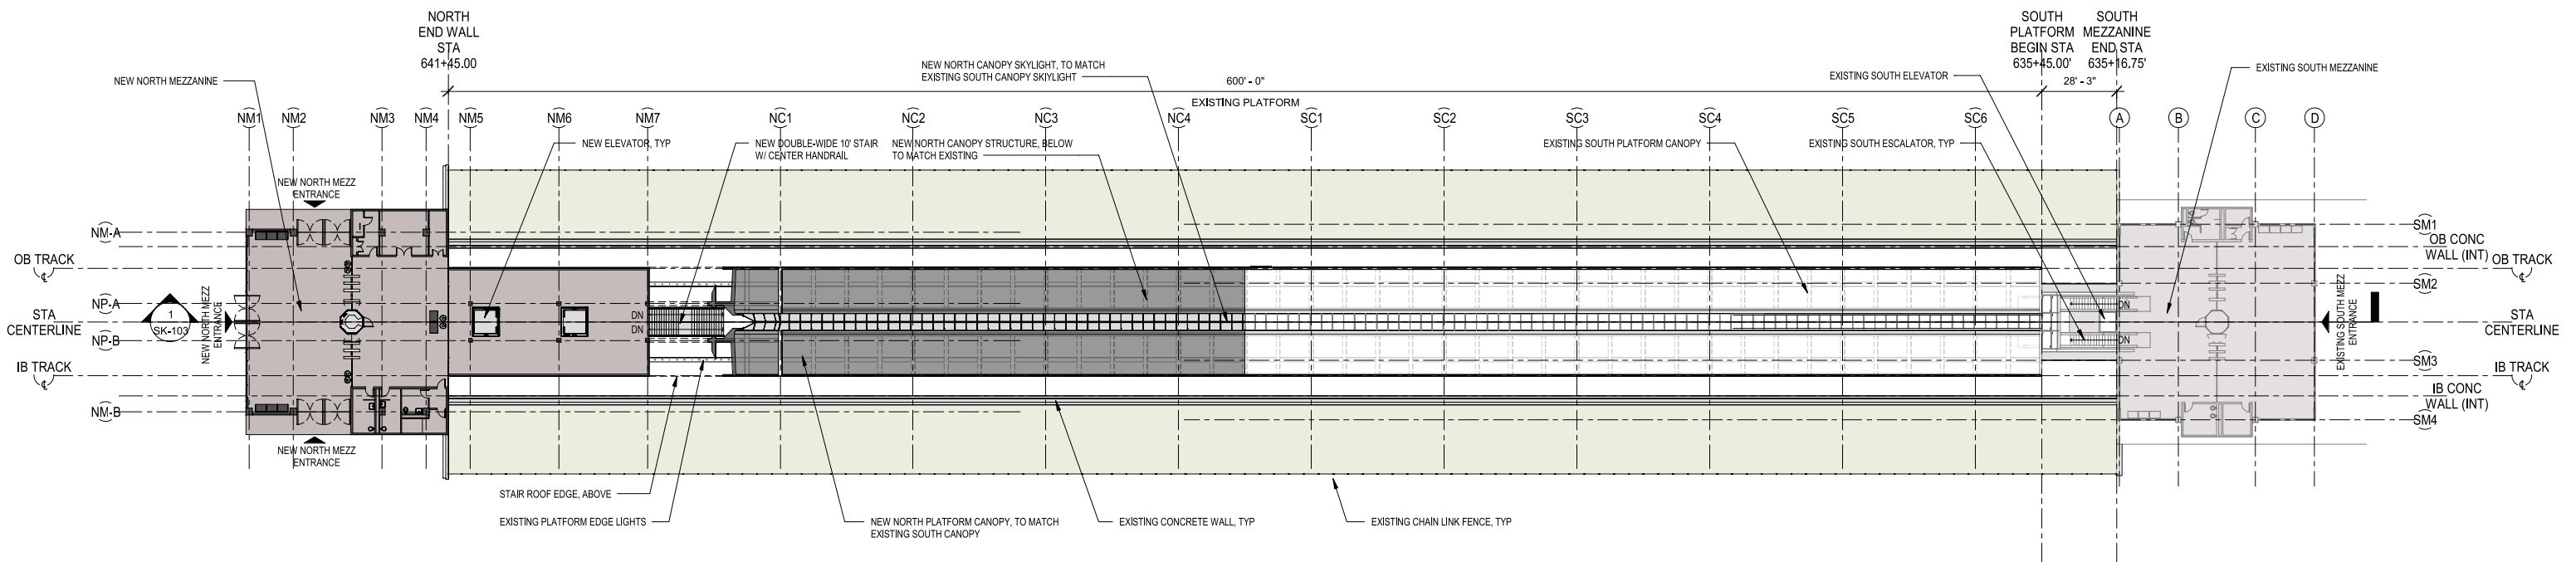 NORTH
END WALL
STA
641+45.00
SOUTH
PLATFORM
BEGIN STA
635+45.00'
SOUTH
MEZZANINE
END STA
635+16.75'
NEW NORTH MEZZANINE
NEW NORTH CANOPY SKYLIGHT, TO MATCH
EXISTING SOUTH CANOPY SKIYLIGHT
600' - 0"
EXISTING PLATFORM
EXISTING SOUTH ELEVATOR
28' - 3"
EXISTING SOUTH MEZZANINE
NM1
NM2
NM3
NM4
NM5
NM6
NM7
NC1
NC2
NC3
NC4
SC1
SC2
SC3
SC4
SC5
SC6
A
B
C
D
NEW ELEVATOR, TYP
NEW DOUBLE-WIDE 10' STAIR
W/ CENTER HANDRAIL
NEW NORTH CANOPY STRUCTURE, BELOW
TO MATCH EXISTING
EXISTING SOUTH PLATFORM CANOPY
EXISTING SOUTH ESCALATOR, TYP
NEW NORTH MEZZ
ENTRANCE
NM-A
OB TRACK
NP-A
STA
CENTERLINE
NP-B
IB TRACK
NM-B
1
SK-103
NEW NORTH MEZZ
ENTRANCE
DN
DN
DN
DN
EXISTING SOUTH MEZZ
ENTRANCE
SM1
OB CONC
WALL (INT)
OB TRACK
SM2
STA
CENTERLINE
SM3
IB TRACK
IB CONC
WALL (INT)
SM4
NEW NORTH MEZZ
ENTRANCE
STAIR ROOF EDGE, ABOVE
EXISTING PLATFORM EDGE LIGHTS
NEW NORTH PLATFORM CANOPY, TO MATCH
EXISTING SOUTH CANOPY
EXISTING CONCRETE WALL, TYP
EXISTING CHAIN LINK FENCE, TYP